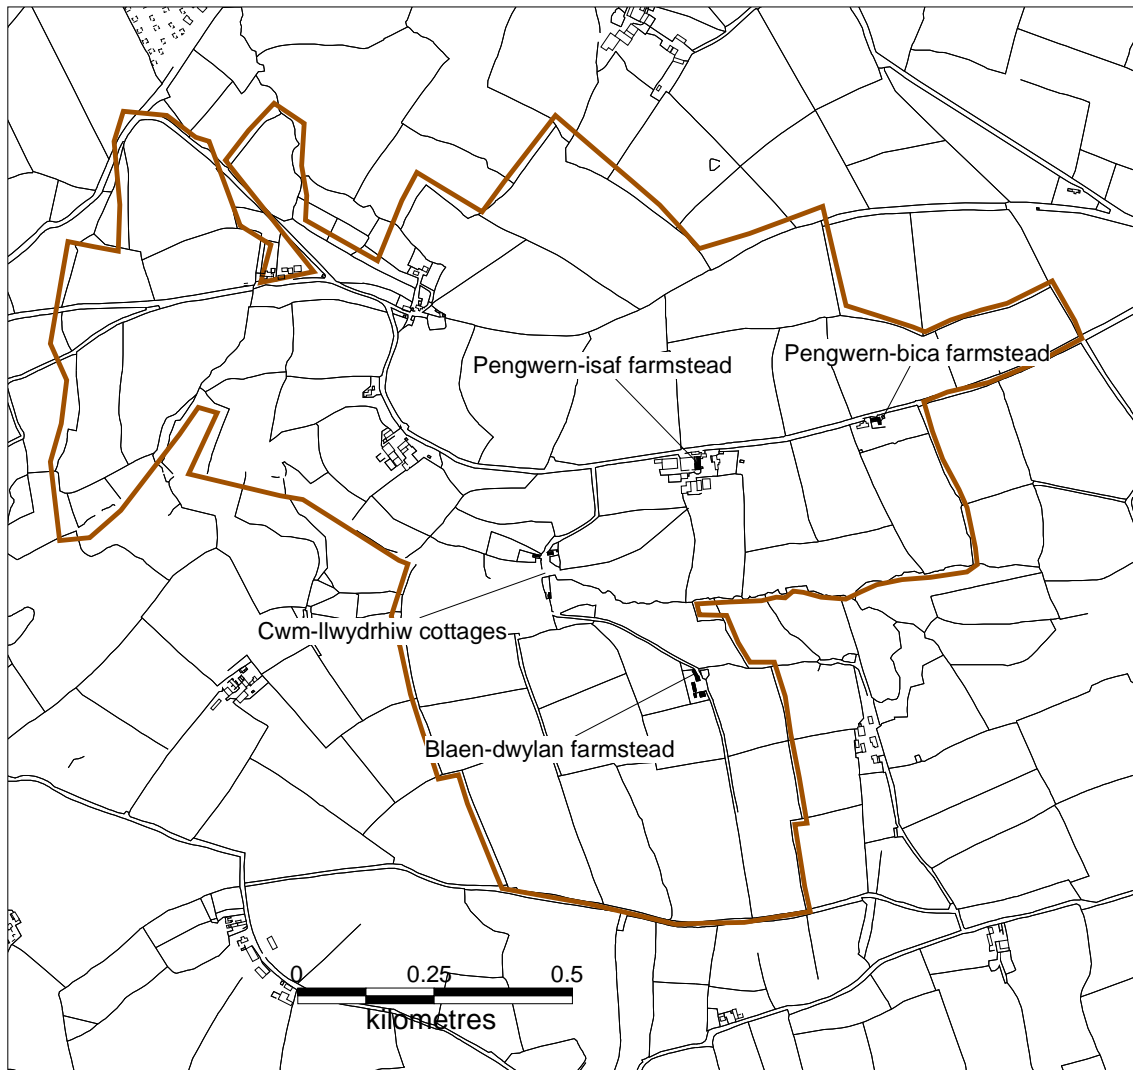 Pengwern-bica farmstead
Pengwern-isaf farmstead
Cwm-llwydrhiw cottages
Blaen-dwylan farmstead
0 0.25 0.5
kilometres